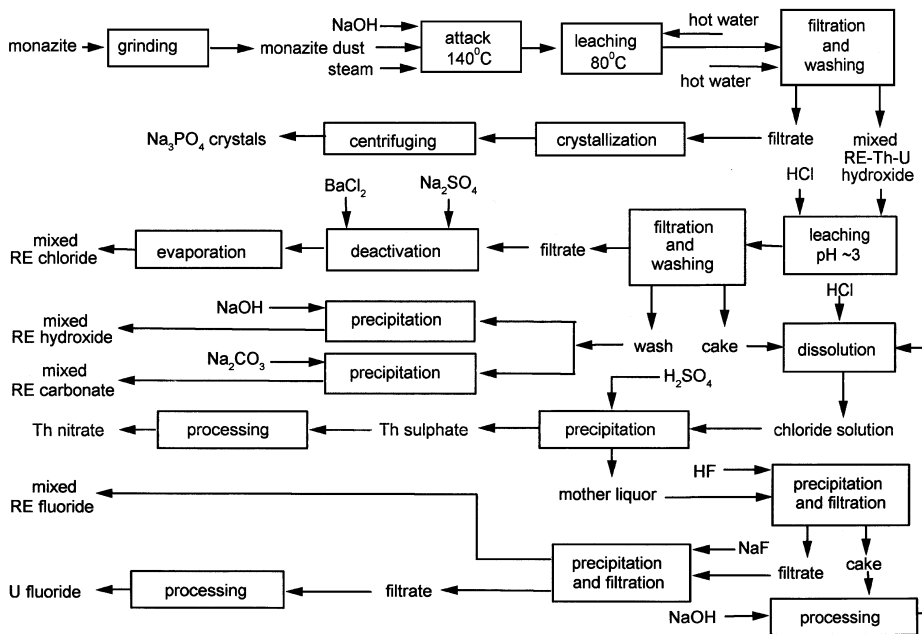 monazite
grinding
NaOH
monazite dust
steam
attack
140⁰C
leaching
80⁰C
hot water
hot water
filtration
and
washing
Na₃PO₄ crystals
centrifuging
crystallization
filtrate
mixed
RE-Th-U
hydroxide
HCl
BaCl₂
Na₂SO₄
mixed
RE chloride
evaporation
deactivation
filtrate
filtration
and
washing
leaching
pH ~3
HCl
NaOH
mixed
RE hydroxide
precipitation
Na₂CO₃
mixed
RE carbonate
precipitation
wash
cake
dissolution
H₂SO₄
Th nitrate
processing
Th sulphate
precipitation
chloride solution
mixed
RE fluoride
mother liquor
HF
precipitation
and filtration
NaF
precipitation
and filtration
filtrate
cake
U fluoride
processing
filtrate
NaOH
processing